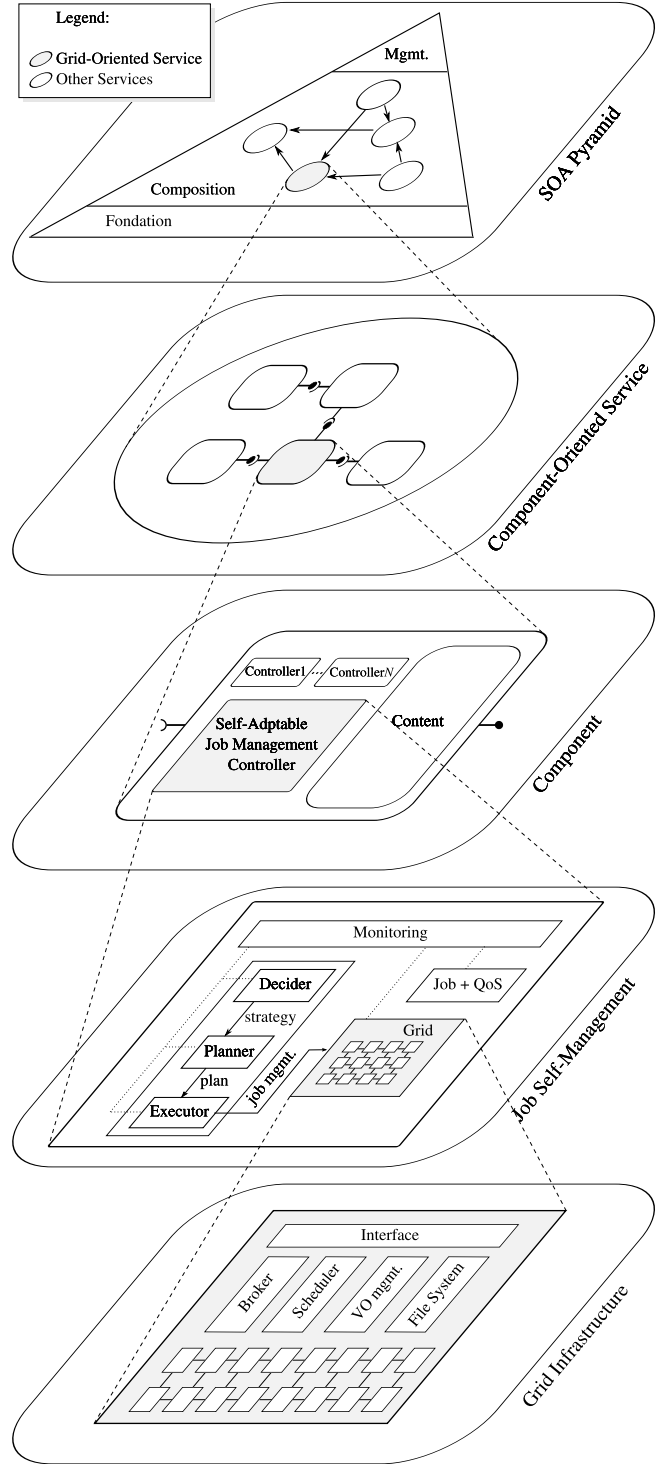 Legend:
Grid-Oriented Service
Other Services
Mgmt.
Composition
Fondation
SOA Pyramid
Component-Oriented Service
Controller1 ... ControllerN
Self-Adptable
Job Management
Controller
Content
Component
Monitoring
Decider
Job + QoS
strategy
Grid
Planner
plan
job mgmt.
Executor
Job Self-Management
Interface
Broker
Scheduler
VO mgmt.
File System
Grid Infrastructure